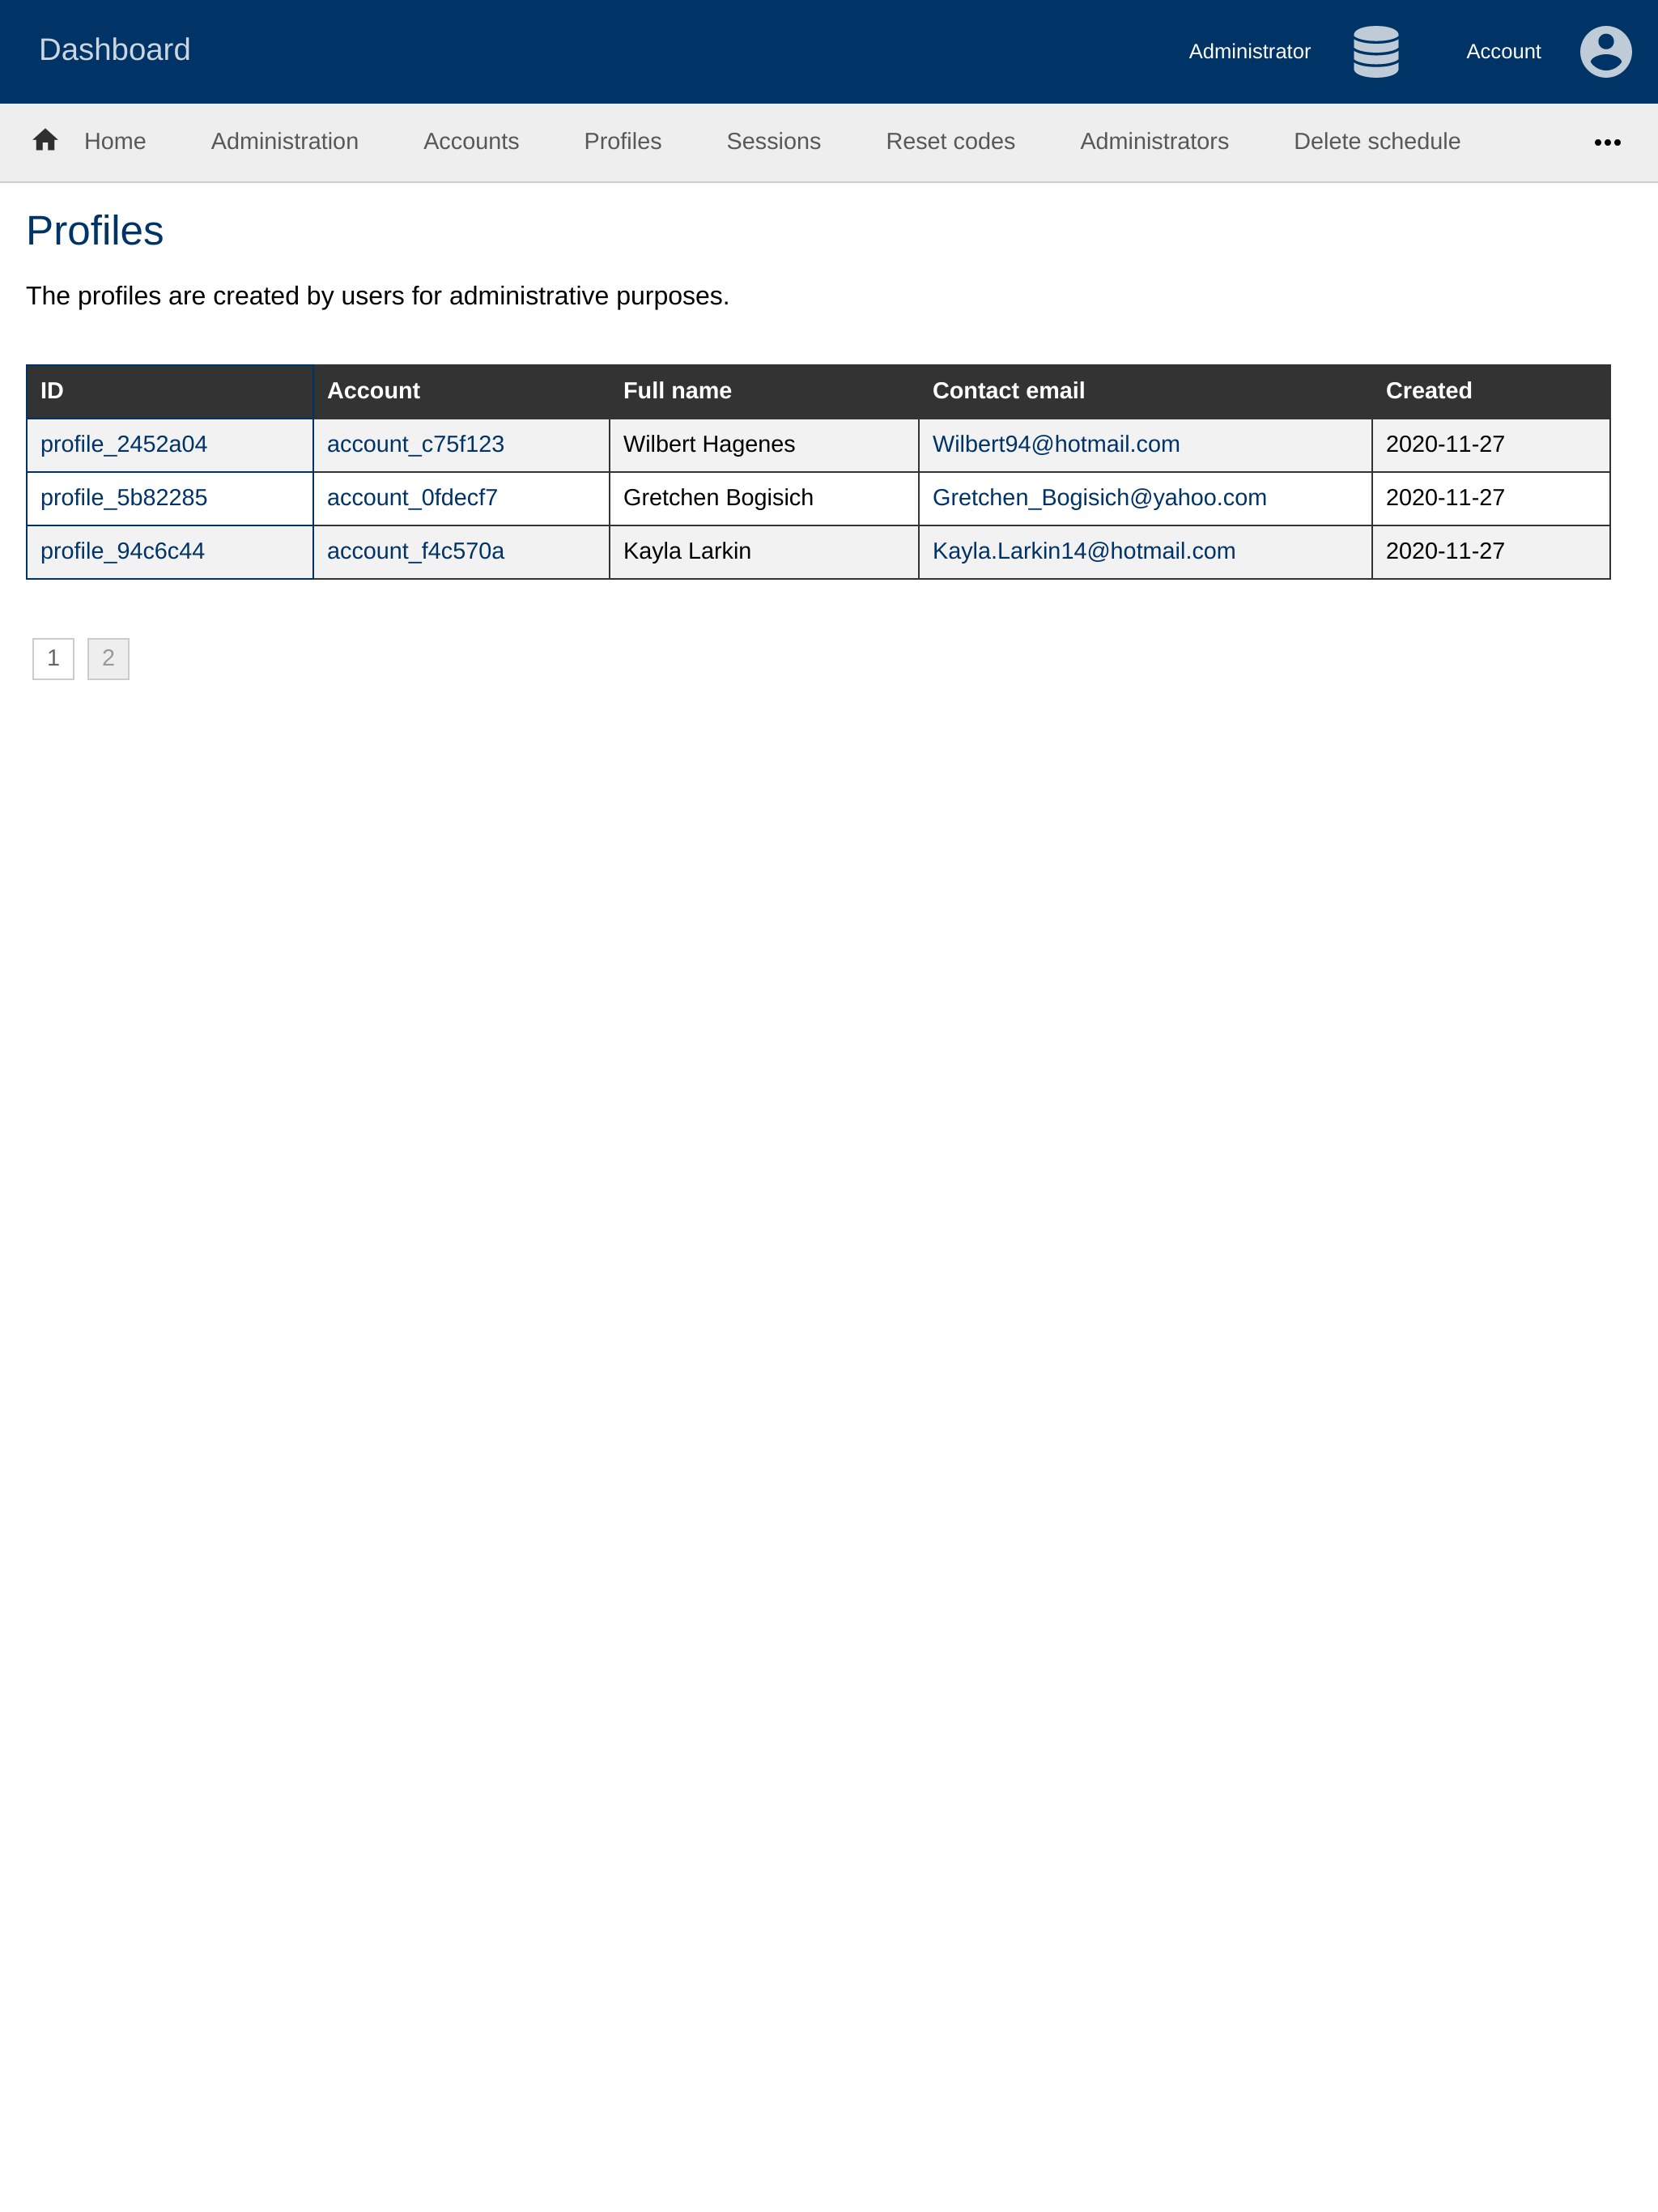 Dashboard Administrator Account
Home Administration Accounts Profiles Sessions Reset codes Administrators Delete schedule
Profiles
The profiles are created by users for administrative purposes.
ID Account Full name Contact email Created
profile_2452a04 account_c75f123 Wilbert Hagenes Wilbert94@hotmail.com 2020-11-27
profile_5b82285 account_0fdecf7 Gretchen Bogisich Gretchen_Bogisich@yahoo.com 2020-11-27
profile_94c6c44 account_f4c570a Kayla Larkin Kayla.Larkin14@hotmail.com 2020-11-27
1 2